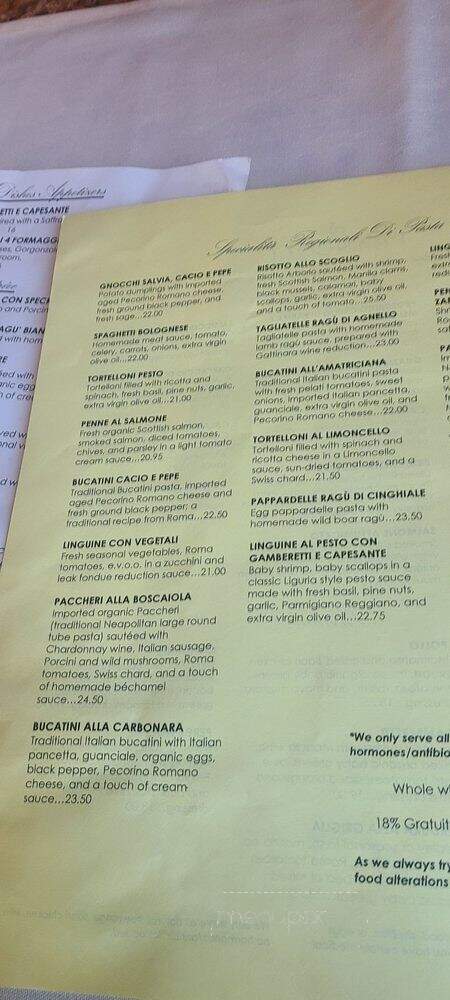 Dishes Appetizers
ETTI E CAPESANTE
16
I 4 FORMAGG
CON SPECK
AGU' BIAN
Specialità Regionali Di Pasta
GNOCCHI SALVIA, CACIO E PEPE
Potato dumplings with imported
aged Pecorino Romano cheese,
fresh ground black pepper, and
fresh sage...22.00
SPAGHETTI BOLOGNESE
Homemade meat sauce, tomato,
celery, carrots, onions, extra virgin
olive oil...22.00
TORTELLONI PESTO
Tortelloni filled with ricotta and
spinach, fresh basil, pine nuts, garlic,
extra virgin olive oil...21.00
PENNE AL SALMONE
Fresh organic Scottish salmon,
smoked salmon, diced tomatoes,
chives, and parsley in a light tomato
cream sauce...20.95
BUCATINI CACIO E PEPE
Traditional Bucatini pasta, imported
aged Pecorino Romano cheese and
fresh ground black pepper; a
traditional recipe from Roma...22.50
LINGUINE CON VEGETALI
Fresh seasonal vegetables, Roma
tomatoes, e.v.o.o. in a zucchini and
leak fondue reduction sauce...21.00
PACCHERI ALLA BOSCAIOLA
Imported organic Paccheri
(traditional Neapolitan large round
tube pasta) sautéed with
Chardonnay wine, Italian sausage,
Porcini and wild mushrooms, Roma
tomatoes, Swiss chard, and a touch
of homemade béchamel
sauce...24.50
BUCATINI ALLA CARBONARA
Traditional Italian bucatini with Italian
pancetta, guanciale, organic eggs,
black pepper, Pecorino Romano
cheese, and a touch of cream
sauce...23.50
RISOTTO ALLO SCOGLIO
Risotto Arborio sautéed with shrimp,
fresh Scottish Salmon, Manila clams,
black mussels, calamari, baby
scallops, garlic, extra virgin olive oil,
and a touch of tomato...25.50
TAGLIATELLE RAGÙ DI AGNELLO
Tagliatelle pasta with homemade
lamb ragù sauce, prepared with
Gattinara wine reduction...23.00
BUCATINI ALL'AMATRICIANA
Traditional Italian bucatini pasta
with fresh pelati tomatoes, sweet
onions, imported Italian pancetta,
guanciale, extra virgin olive oil, and
Pecorino Romano cheese...22.00
TORTELLONI AL LIMONCELLO
Tortelloni filled with spinach and
ricotta cheese in a Limoncello
sauce, sun-dried tomatoes, and a
Swiss chard...21.50
PAPPARDELLE RAGÙ DI CINGHIALE
Egg pappardelle pasta with
homemade wild boar ragù...23.50
LINGUINE AL PESTO CON
GAMBERETTI E CAPESANTE
Baby shrimp, baby scallops in a
classic Liguria style pesto sauce
made with fresh basil, pine nuts,
garlic, Parmigiano Reggiano, and
extra virgin olive oil...22.75
*We only serve all
hormones/antibio
Whole w
18% Gratuit
As we always try
food alterations
menupix